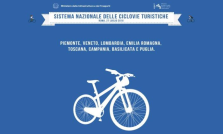 SISTEMA NAZIONALE DELLE CICLOVIE TURISTICHE
PIEMONTE, VENETO, LOMBARDIA, EMILIA ROMAGNA,
TOSCANA, CAMPANIA, BASILICATA E PUGLIA.